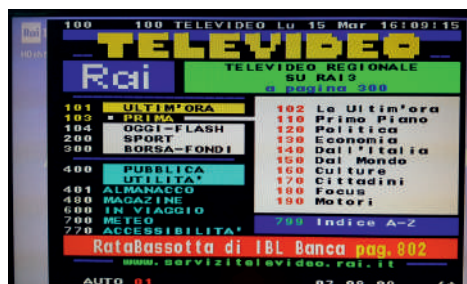 Rai
100 100 TELEVIDEO Lu 15 Mar 16:09:15
TELEVIDEO
Rai
TELEVIDEO REGIONALE
SU RAI3
a pagina 300
101 ULTIM'ORA
103 PRIMA
104 OGGI-FLASH
200 SPORT
300 BORSA-FONDI
400 PUBBLICA
UTILITA'
401 ALMANACCO
480 MAGAZINE
600 IN VIAGGIO
700 METEO
770 ACCESSIBILITA'
102 Le Ultim'ora
110 Primo Piano
120 Politica
130 Economia
140 Dall'Italia
150 Dal Mondo
160 Culture
170 Cittadini
180 Focus
190 Motori
799 Indice A-Z
RataBassotta di IBL Banca pag.802
www.servizitelevideo.rai.it